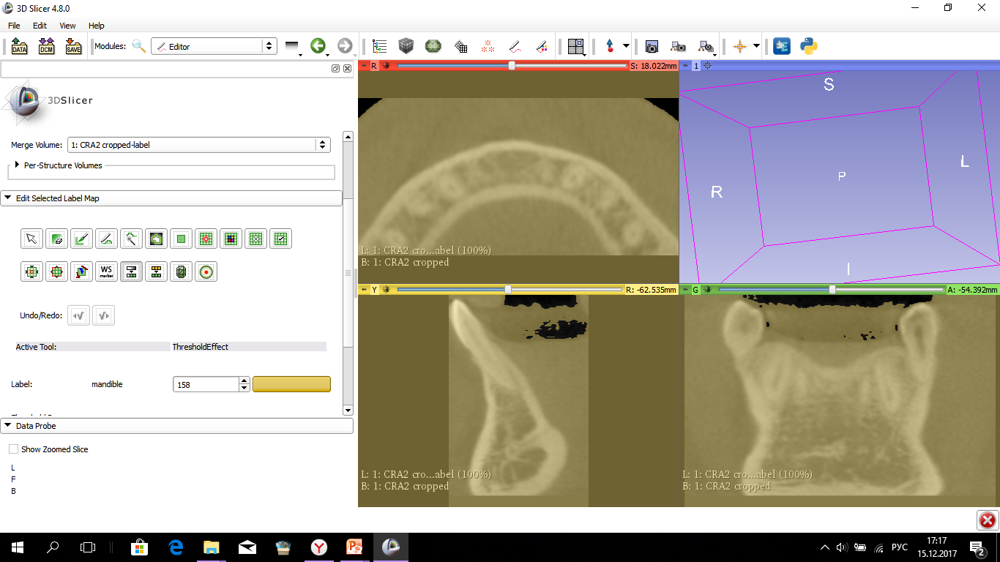 3D Slicer 4.8.0
File Edit View Help
DATA DCM SAVE Modules: Editor
3DSlicer
Merge Volume: 1: CRA2 cropped-label
Per-Structure Volumes
Edit Selected Label Map
WS
marker
Undo/Redo:
Active Tool: ThresholdEffect
Label: mandible 158
Data Probe
Show Zoomed Slice
L
F
B
R S: 18.022mm
L: 1: CRA2 cro...abel (100%)
B: 1: CRA2 cropped
1
S
R
P
L
I
Y R: -62.535mm
L: 1: CRA2 cro...abel (100%)
B: 1: CRA2 cropped
G A: -54.392mm
L: 1: CRA2 cro...abel (100%)
B: 1: CRA2 cropped
РУС
17:17
15.12.2017
2